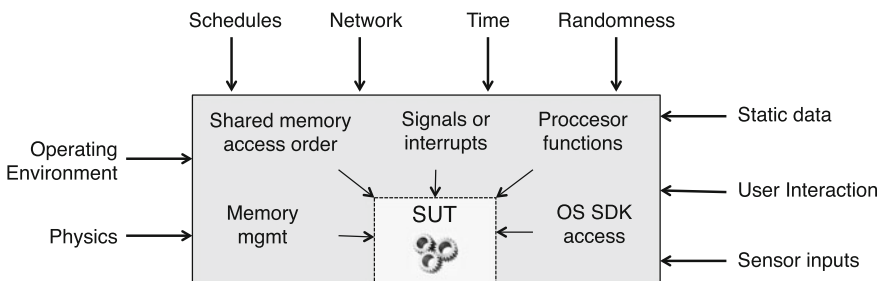 Schedules Network Time Randomness
Shared memory
access order
Signals or
interrupts
Proccesor
functions
Static data
Operating
Environment
User Interaction
Memory
mgmt
SUT
OS SDK
access
Physics
Sensor inputs